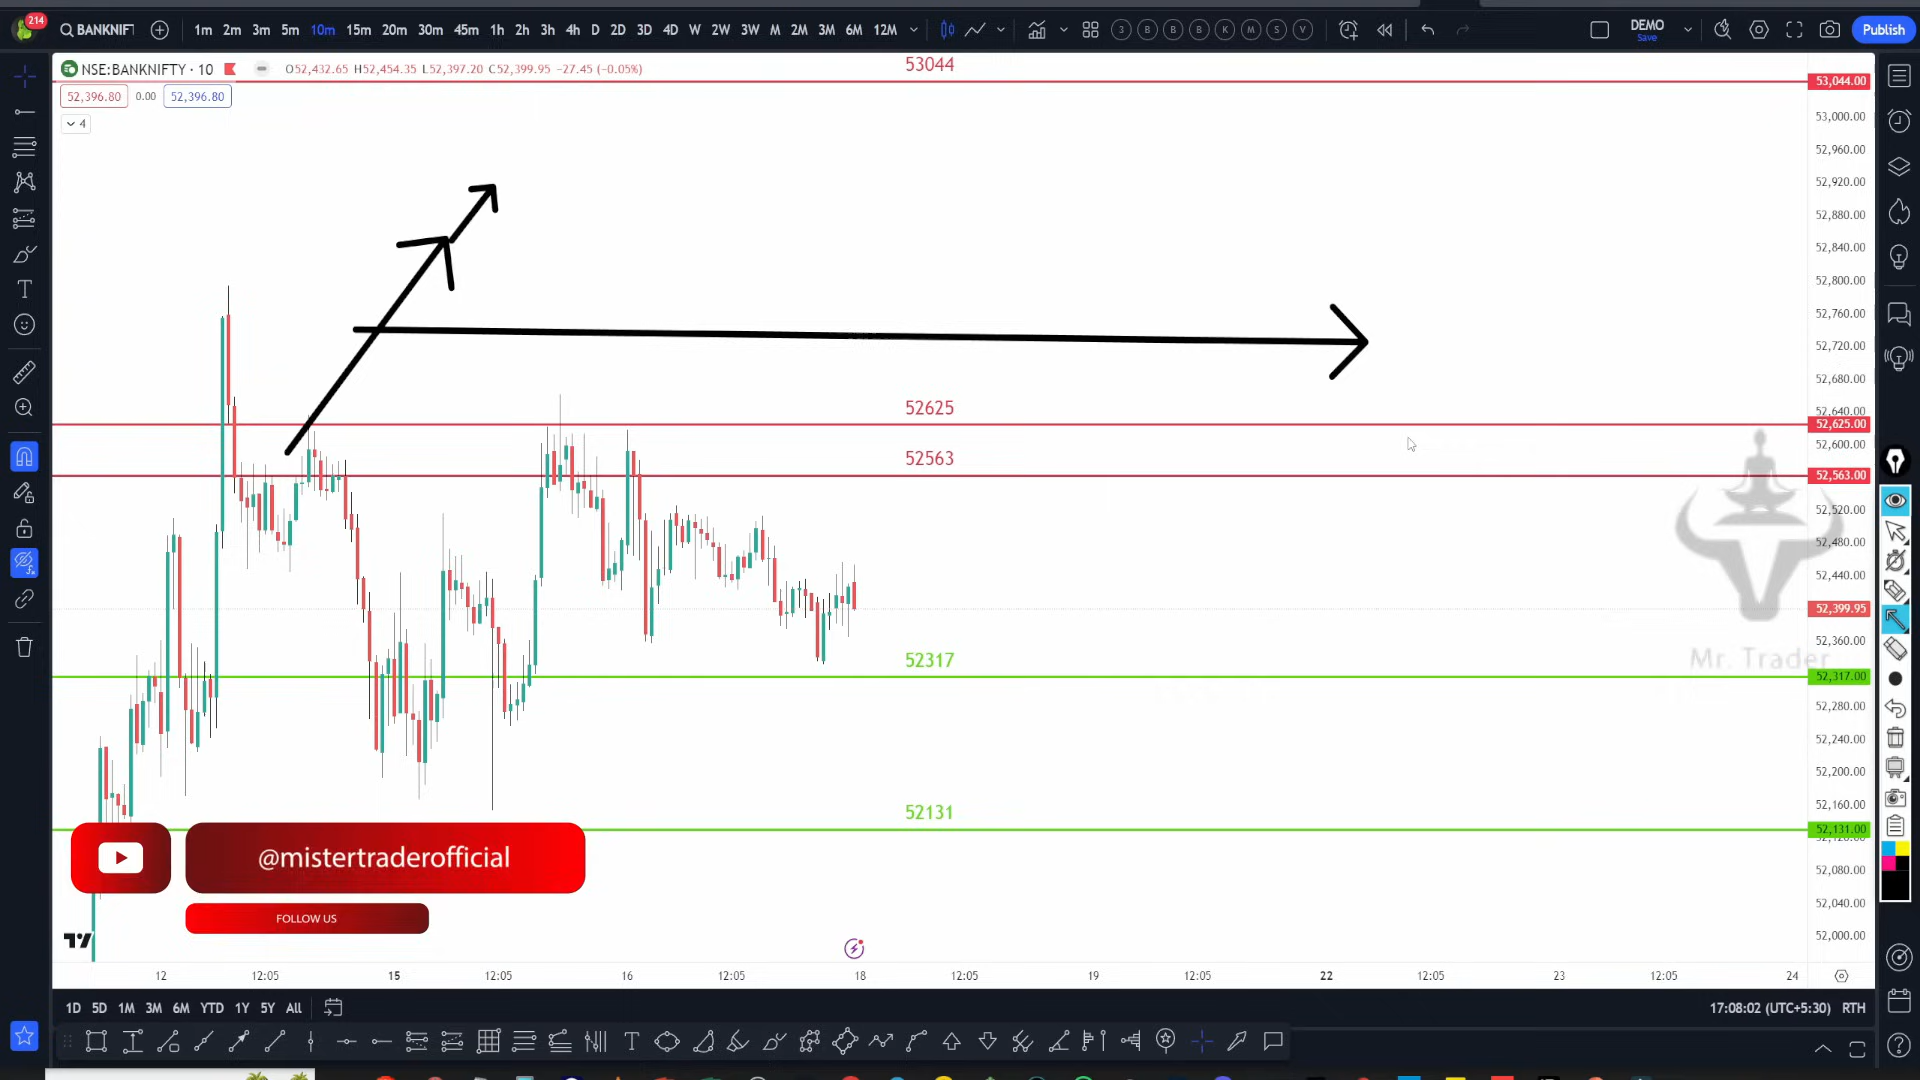 214
BANKNIFT
1m 2m 3m 5m 10m 15m 20m 30m 45m 1h 2h 3h 4h D 2D 3D 4D W 2W 3W M 2M 3M 6M 12M
3 B B B K M S V
DEMO
Save
Publish
NSE:BANKNIFTY · 10
O52,432.65 H52,454.35 L52,397.20 C52,399.95 -27.45 (-0.05%)
52,396.80 0.00 52,396.80
4
53044
52625
52563
52317
52131
53,044.00
53,000.00
52,960.00
52,920.00
52,880.00
52,840.00
52,800.00
52,760.00
52,720.00
52,680.00
52,640.00
52,625.00
52,600.00
52,563.00
52,520.00
52,480.00
52,440.00
52,399.95
52,360.00
52,317.00
52,280.00
52,240.00
52,200.00
52,160.00
52,131.00
52,080.00
52,040.00
52,000.00
Mr. Trader
@mistertraderofficial
FOLLOW US
12 12:05 15 12:05 16 12:05 18 12:05 19 12:05 22 12:05 23 12:05 24
1D 5D 1M 3M 6M YTD 1Y 5Y All
17:08:02 (UTC+5:30) RTH